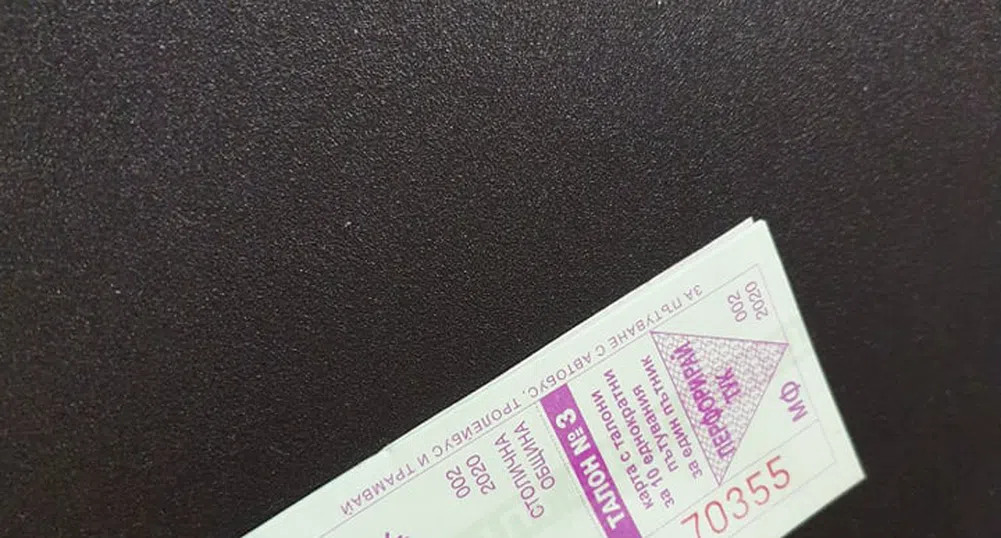 ЗА ПЪТУВАНЕ С АВТОБУС, ТРОЛЕЙБУС И ТРАМВАЙ
002
2020
СТОЛИЧНА
ОБЩИНА
ТАЛОН № 3
карта с талони
за 10 еднократни
пътувания
за един пътник
ПЕРФОРИРАЙ
ТУК
002
2020
МФ
70355